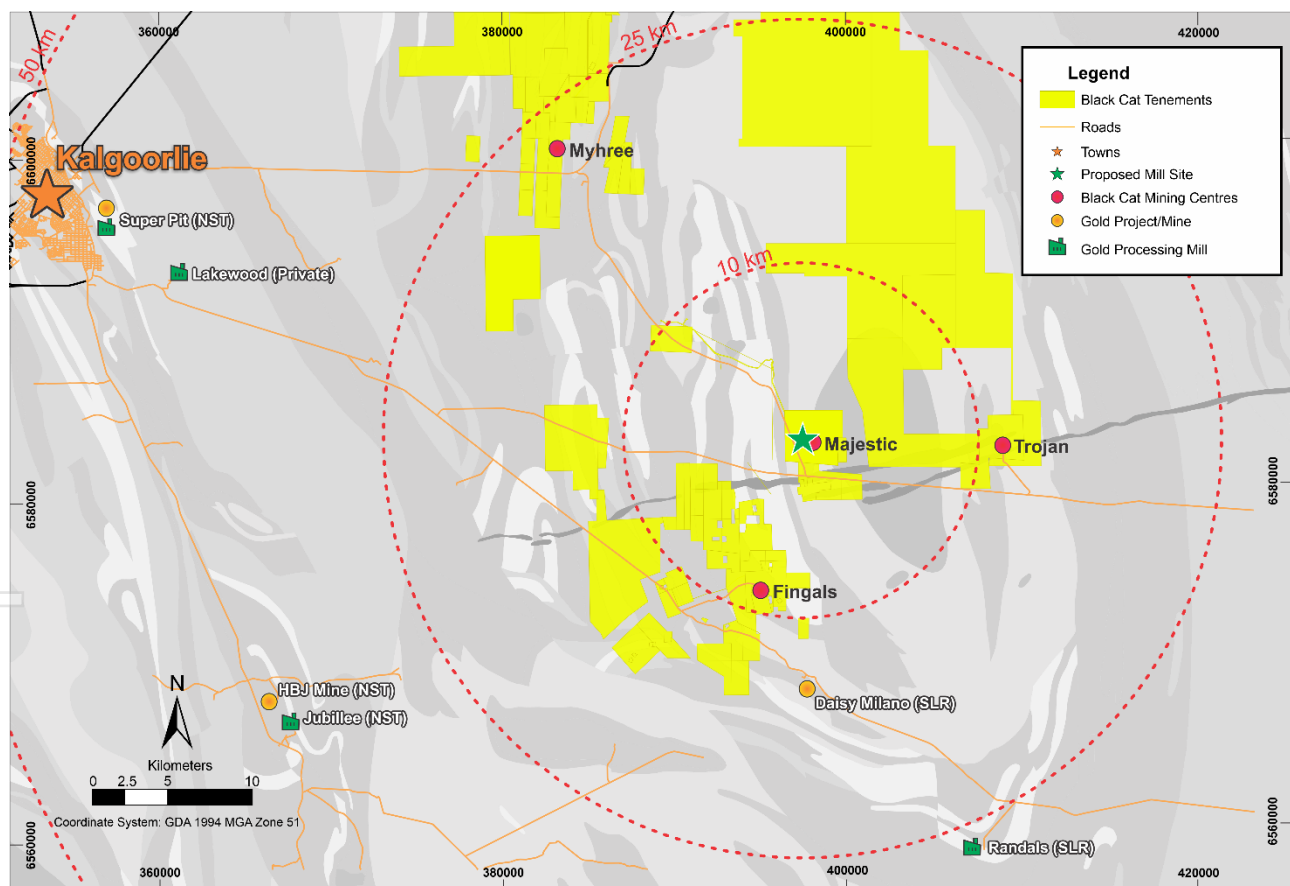 360000
380000
400000
420000
50 km
25 km
Legend
Black Cat Tenements
Roads
Towns
Proposed Mill Site
Black Cat Mining Centres
Gold Project/Mine
Gold Processing Mill
6600000
6600000
Kalgoorlie
Myhree
Super Pit (NST)
Lakewood (Private)
10 km
Majestic
Trojan
6580000
6580000
Fingals
HBJ Mine (NST)
Jubillee (NST)
Daisy Milano (SLR)
N
Kilometers
0 2.5 5 10
Coordinate System: GDA 1994 MGA Zone 51
Randals (SLR)
6560000
6560000
360000
380000
400000
420000